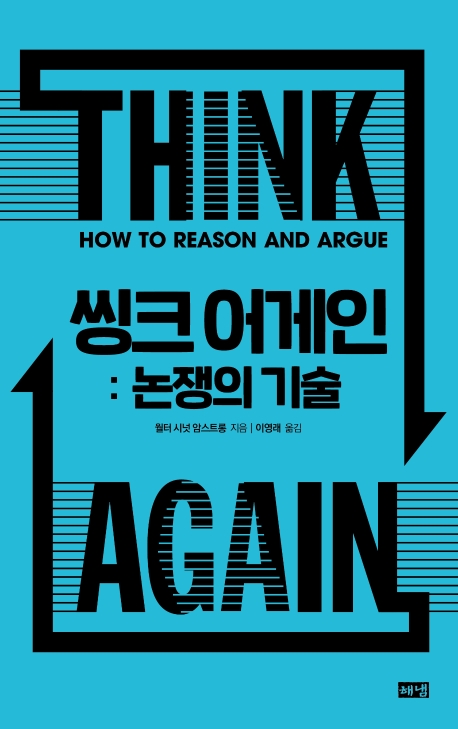 THINK
HOW TO REASON AND ARGUE
씽크 어게인
: 논쟁의 기술
월터 시넛 암스트롱 지음 | 이영래 옮김
AGAIN
해냄